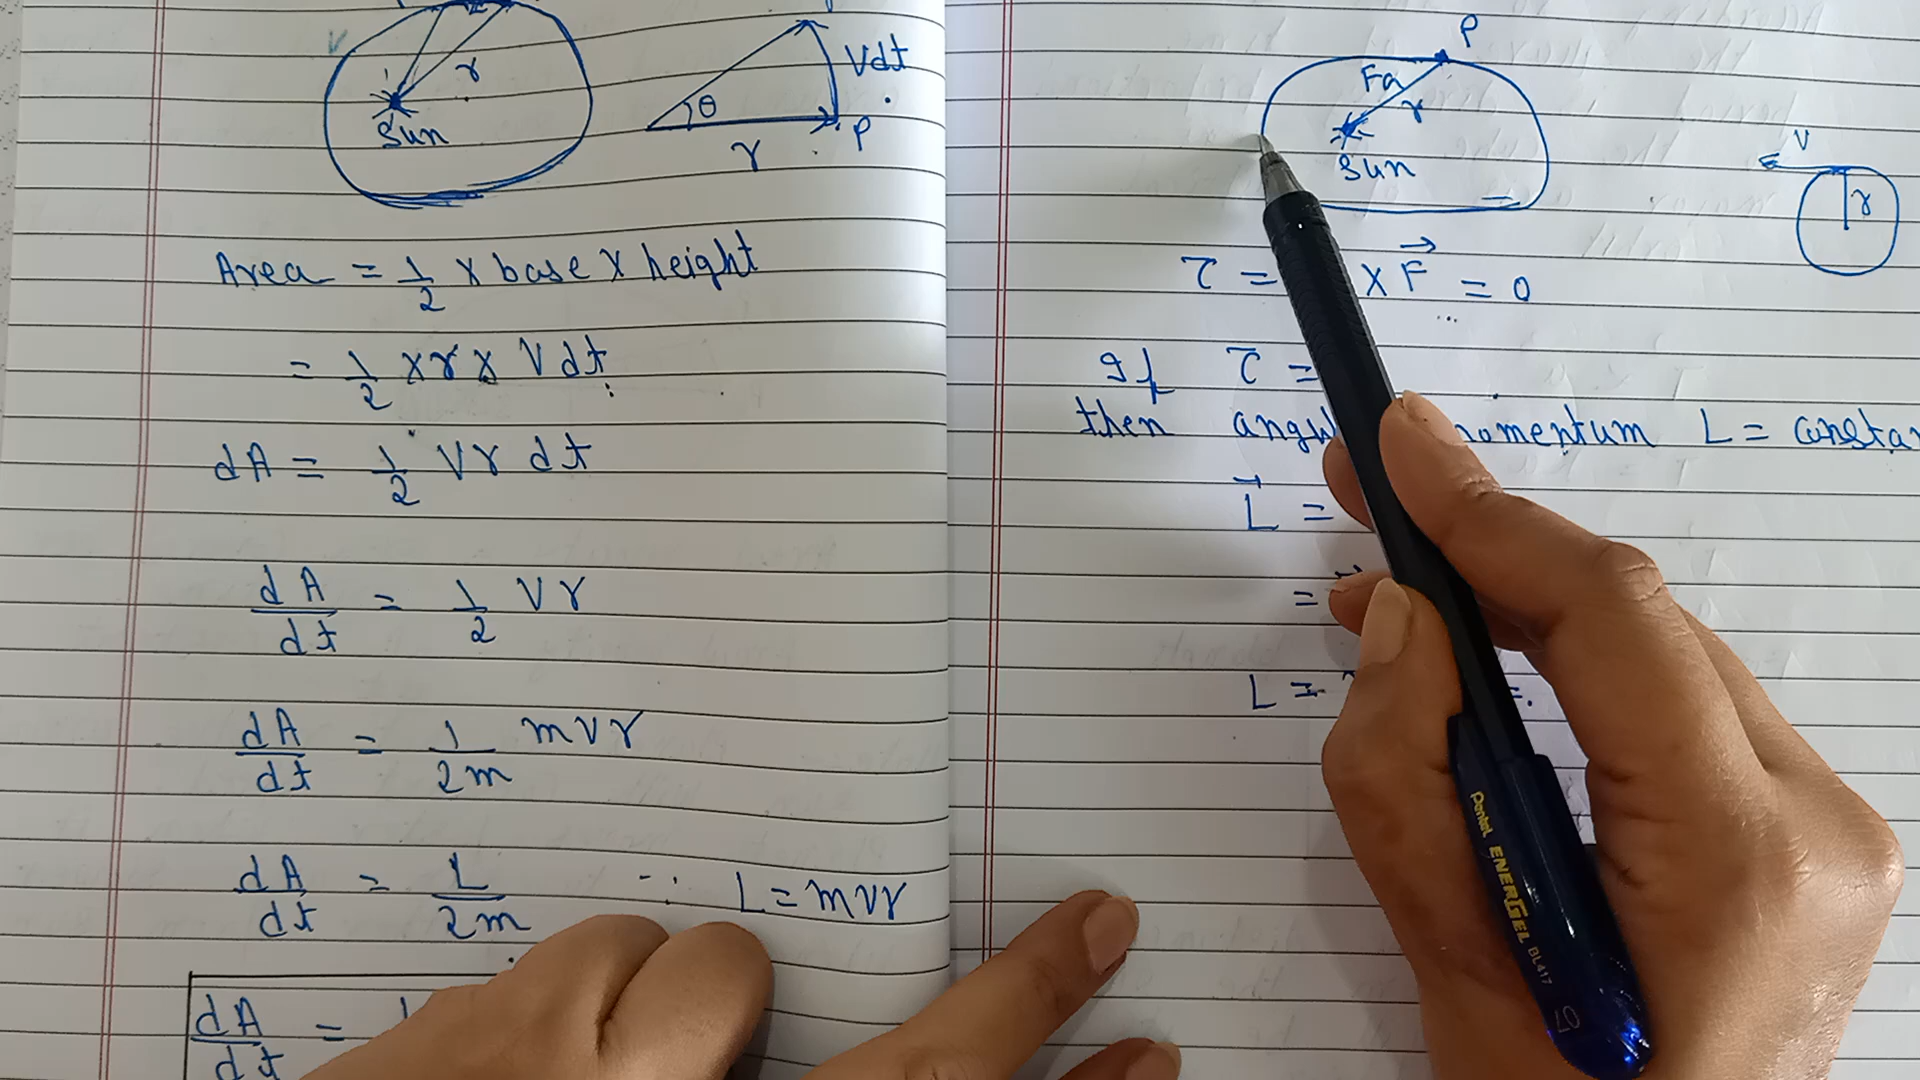 r
Sun
θ
Vdt
r
P
Area = 1/2 × base × height
= 1/2 × r × Vdt
dA = 1/2 Vr dt
dA/dt = 1/2 Vr
dA/dt = 1/2m mvr
dA/dt = L/2m ∵ L = mvr
dA/dt =
P
Fa
r
Sun
V
r
τ = × F⃗ = 0
If τ =
then momentum L =
L⃗ =
=
L =
Pentel ENERGEL BL417
07